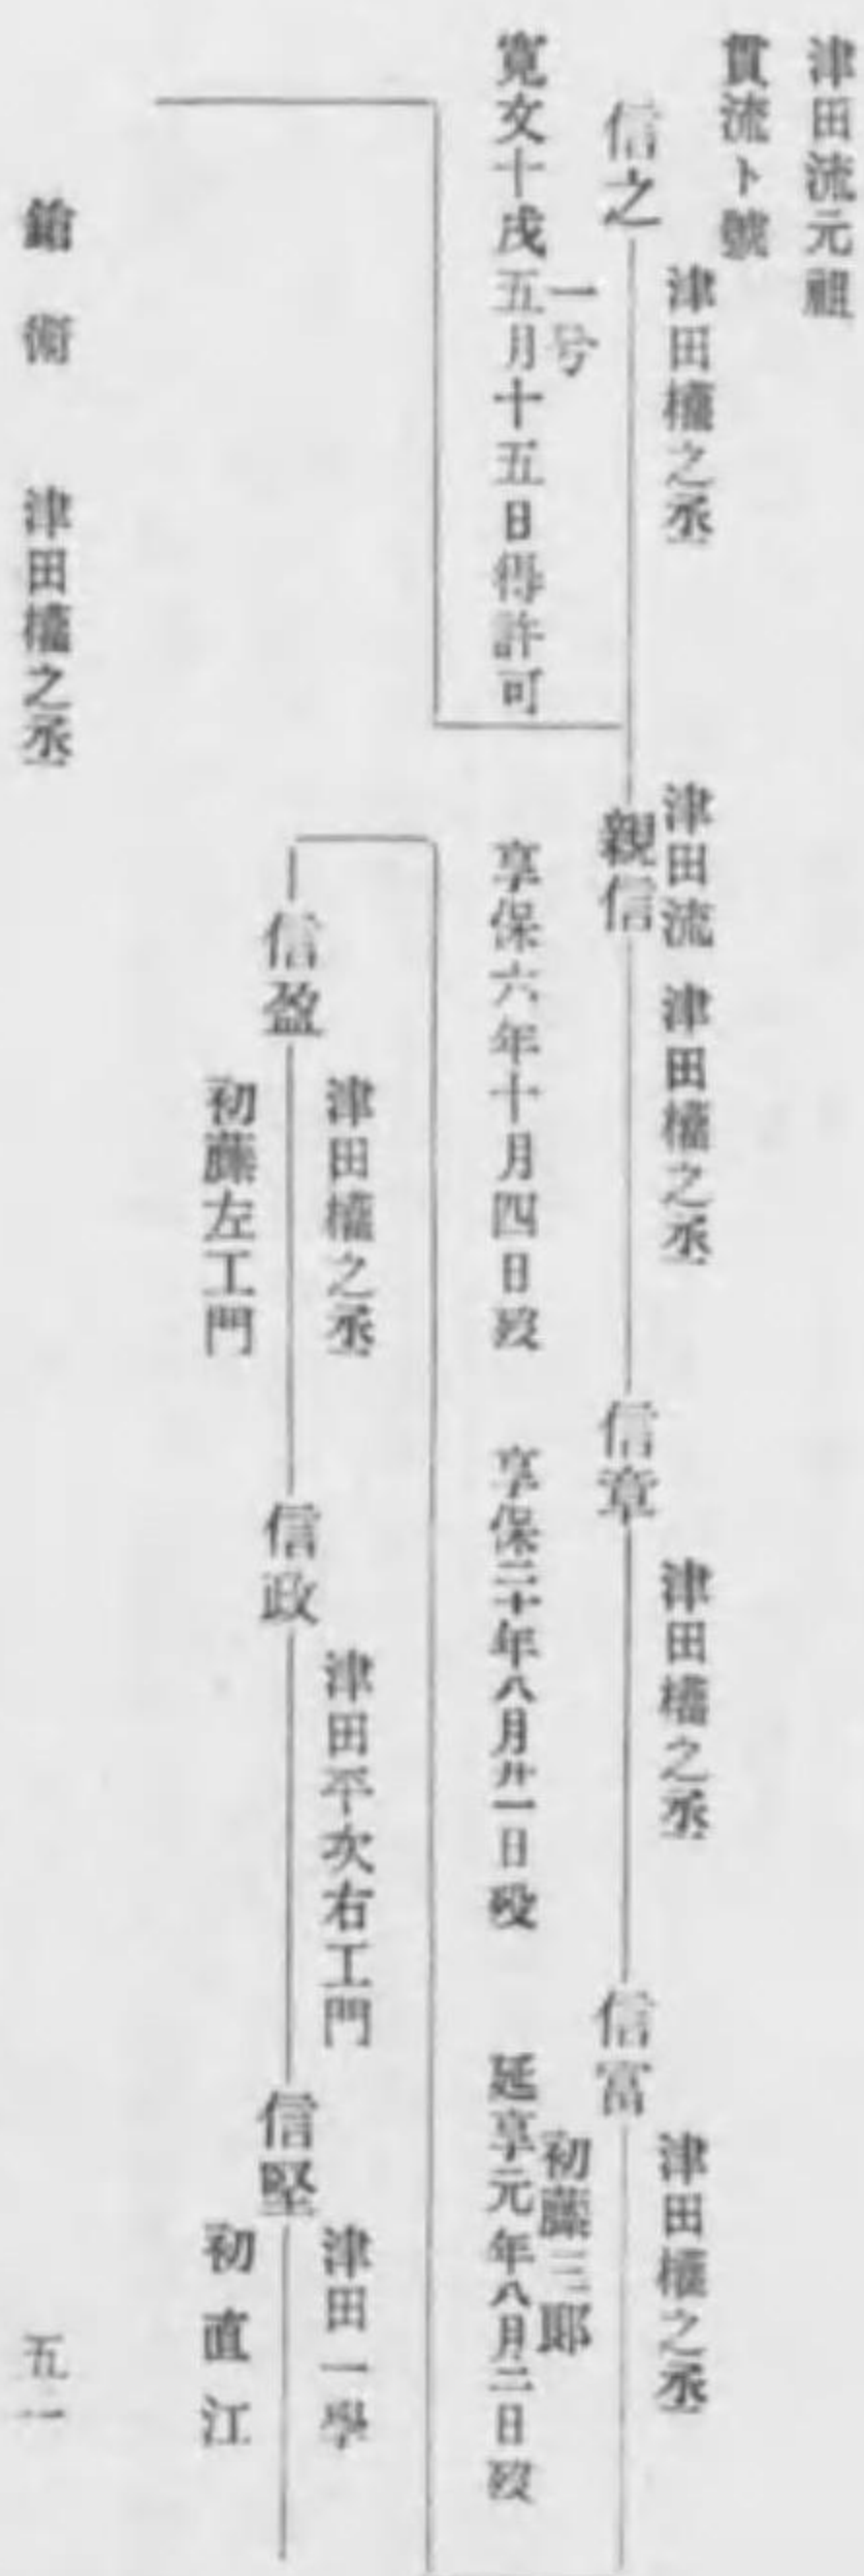 津田流元祖
貫流ト號
信之
津田權之丞
一号
寛文十戌五月十五日得許可
津田流 津田權之丞
親信
享保六年十月四日歿
津田權之丞
信章
享保二十年八月廿一日歿
津田權之丞
信富
初藤三郎
延享元年八月二日歿
津田權之丞
信盈
初藤左工門
津田平次右工門
信政
津田一學
信堅
初直江
鎗術 津田權之丞
五一